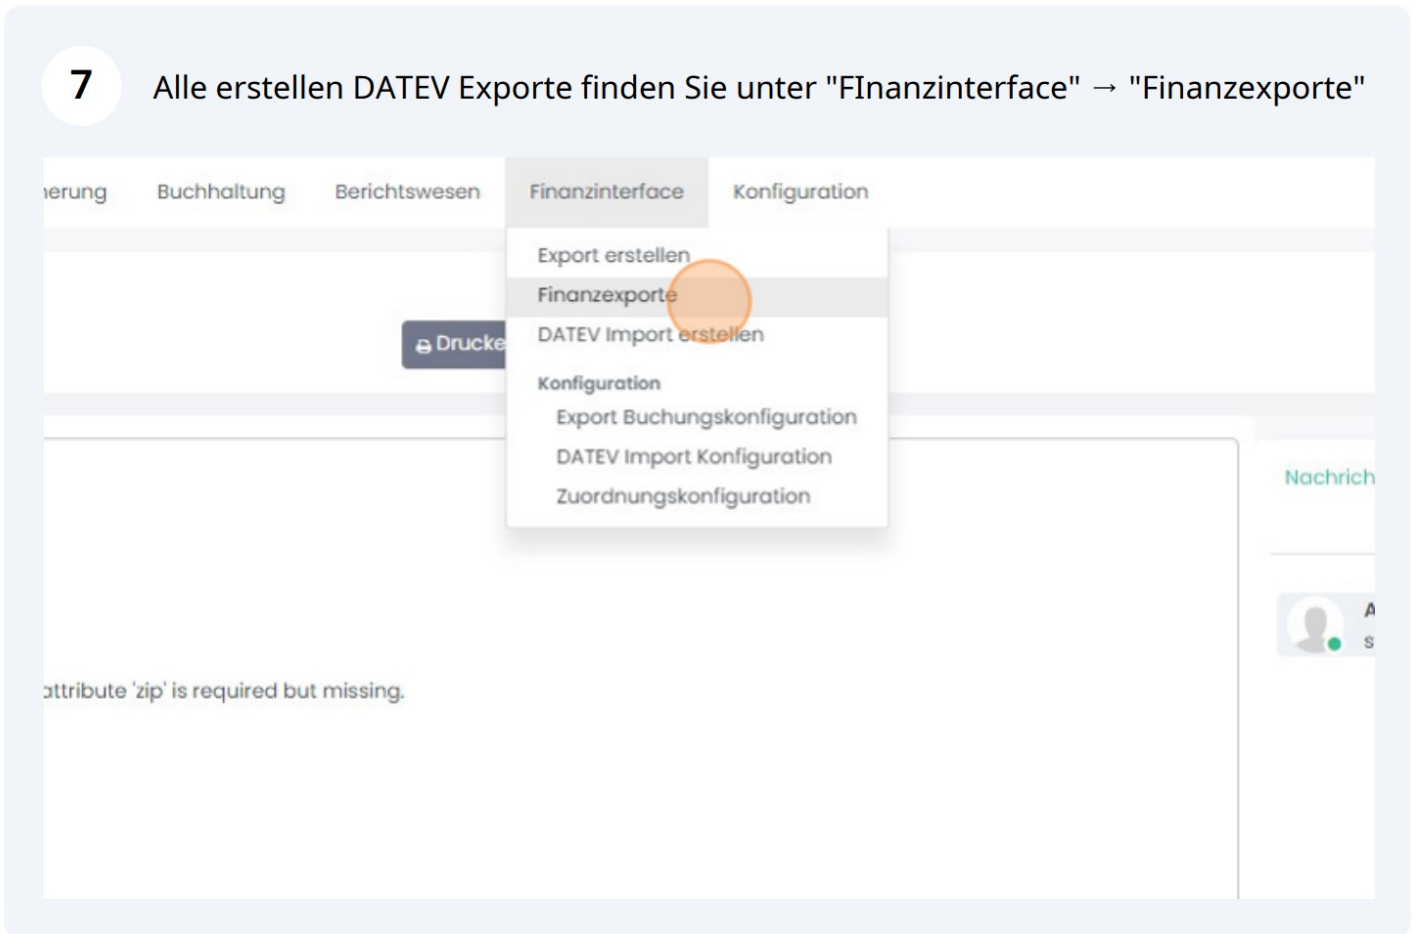 7 Alle erstellen DATEV Exporte finden Sie unter "FInanzinterface" → "Finanzexporte"
nerung Buchhaltung Berichtswesen Finanzinterface Konfiguration
Export erstellen
Finanzexporte
DATEV Import erstellen
Drucke
Konfiguration
Export Buchungskonfiguration
DATEV Import Konfiguration
Zuordnungskonfiguration
Nachrich
A
s
attribute 'zip' is required but missing.